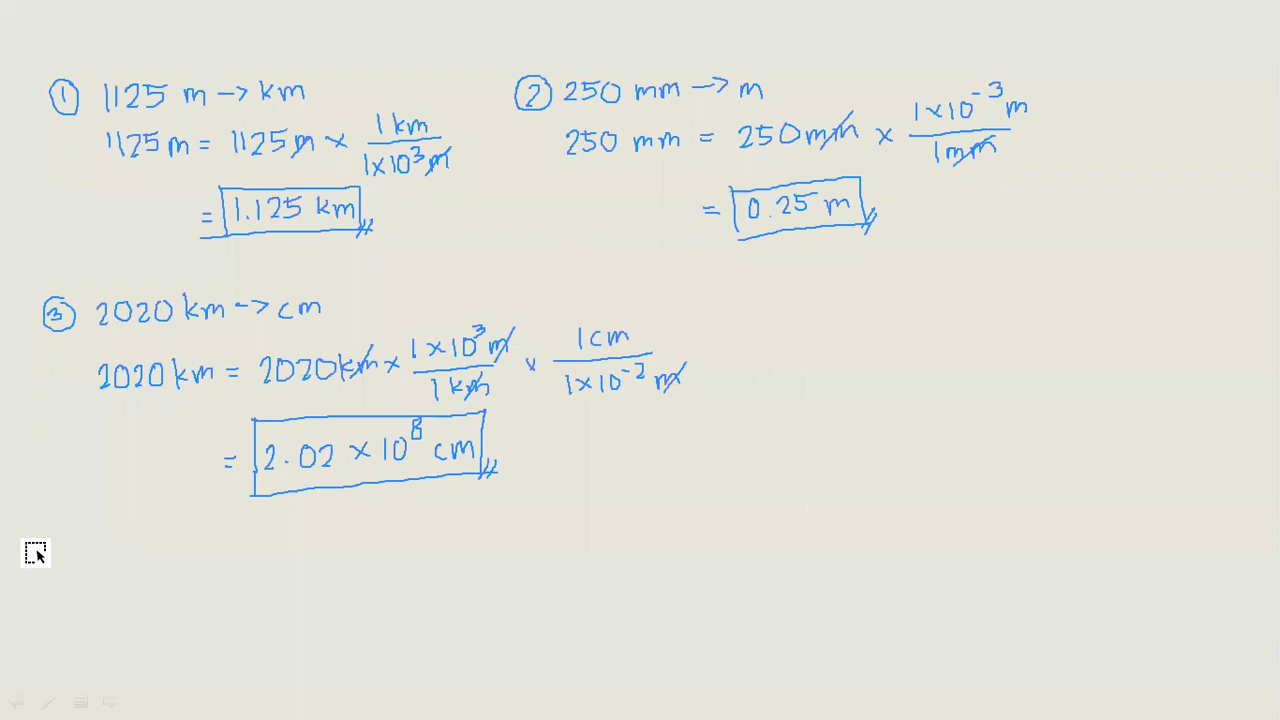 ① 1125 m → km
1125 m = 1125 m × 1 km / 1×10³ m
= 1.125 km
② 250 mm → m
250 mm = 250 mm × 1×10⁻³ m / 1 mm
= 0.25 m
③ 2020 km → cm
2020 km = 2020 km × 1×10³ m / 1 km × 1 cm / 1×10⁻² m
= 2.02 × 10⁸ cm